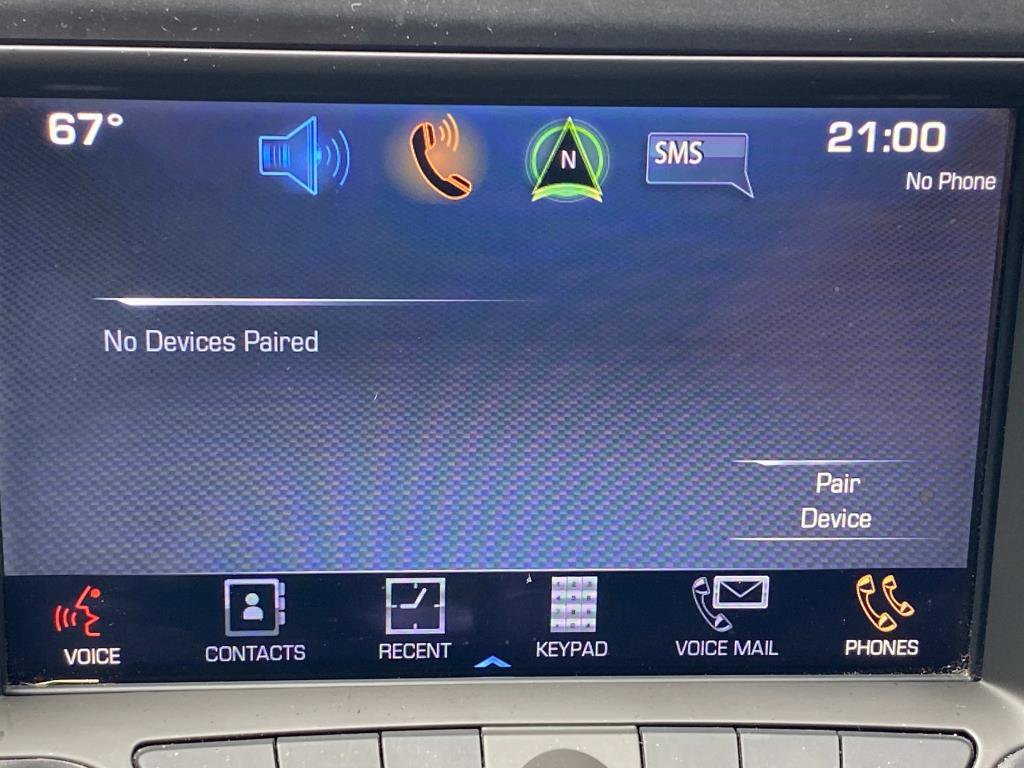 67°
N
SMS
21:00
No Phone
No Devices Paired
Pair
Device
VOICE
CONTACTS
RECENT
KEYPAD
VOICE MAIL
PHONES